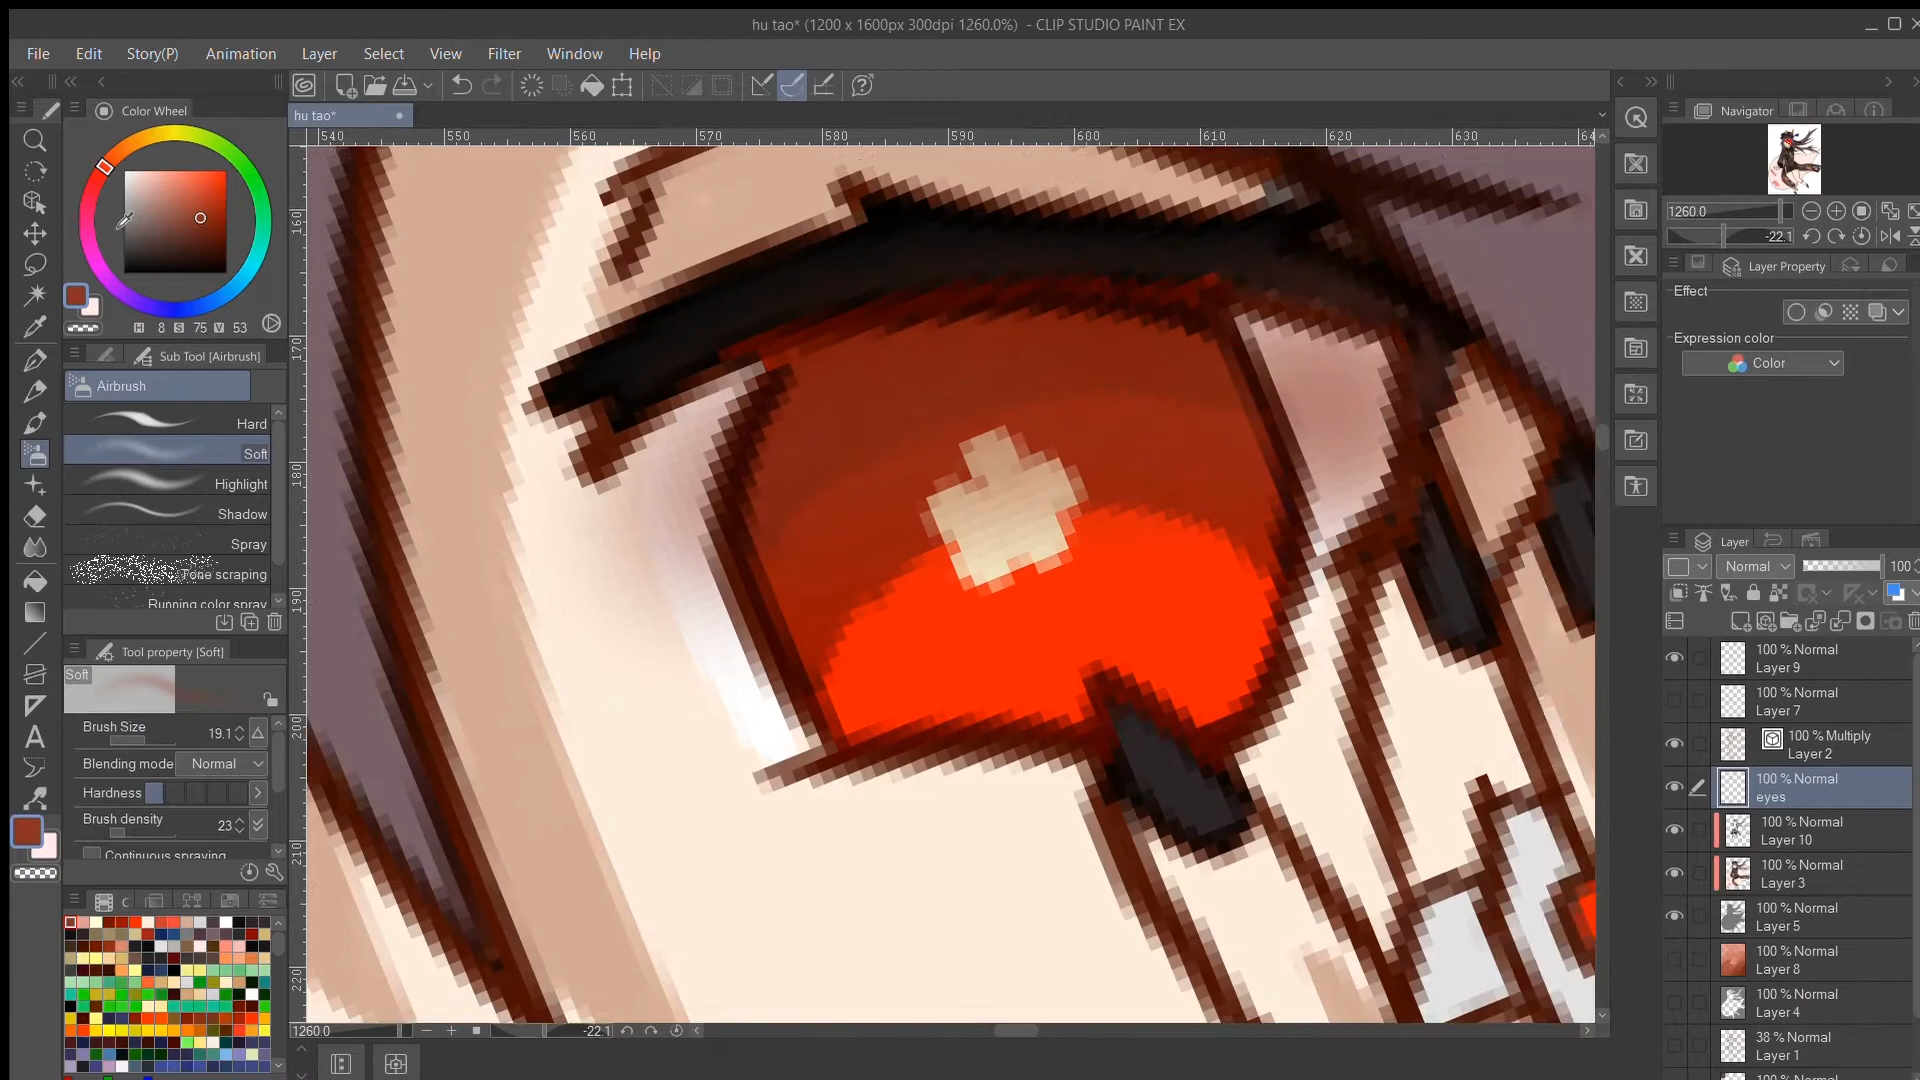 hu tao* (1200 x 1600px 300dpi 1260.0%) - CLIP STUDIO PAINT EX
File Edit Story(P) Animation Layer Select View Filter Window Help
Color Wheel
hu tao*
Navigator
540 550 560 570 580 590 600 610 620 630 64
160
170
180
190
200
210
220
1260.0
-22.1
Layer Property
Effect
Expression color
Color
H 8 S 75 V 53
Sub Tool [Airbrush]
Airbrush
Hard
Soft
Highlight
Shadow
Spray
Tone scraping
Running color spray
Tool property [Soft]
Soft
Brush Size 19.1
Blending mode Normal
Hardness
Brush density 23
Continuous spraying
C
A
Layer
Normal 100
100 % Normal
Layer 9
100 % Normal
Layer 7
100 % Multiply
Layer 2
100 % Normal
eyes
100 % Normal
Layer 10
100 % Normal
Layer 3
100 % Normal
Layer 5
100 % Normal
Layer 8
100 % Normal
Layer 4
38 % Normal
Layer 1
1260.0 -22.1